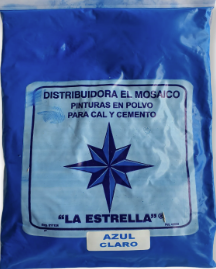 DISTRIBUIDORA EL MOSAICO
PINTURAS EN POLVO
PARA CAL Y CEMENTO
"LA ESTRELLA"
AZUL
CLARO